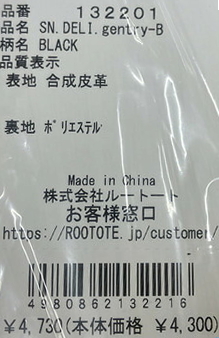 品番 132201
品名 SN.DELI.gentry-B
柄名 BLACK
品質表示
表地 合成皮革
裏地 ポリエステル
Made in China
株式会社ルートート
お客様窓口
https://ROOTOTE.jp/customer/
4980862132216
¥4,730(本体価格 ¥4,300)